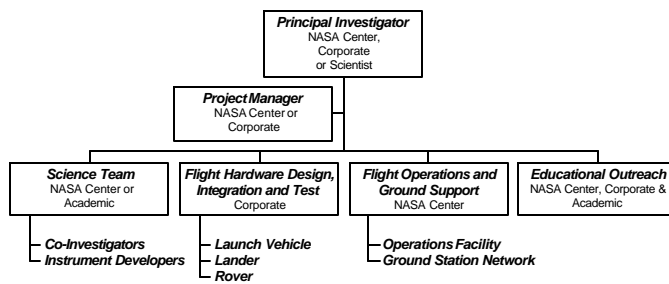 Principal Investigator
NASA Center,
Corporate
or Scientist
Project Manager
NASA Center or
Corporate
Science Team
NASA Center or
Academic
Flight Hardware Design,
Integration and Test
Corporate
Flight Operations and
Ground Support
NASA Center
Educational Outreach
NASA Center, Corporate &
Academic
Co-Investigators
Instrument Developers
Launch Vehicle
Lander
Rover
Operations Facility
Ground Station Network